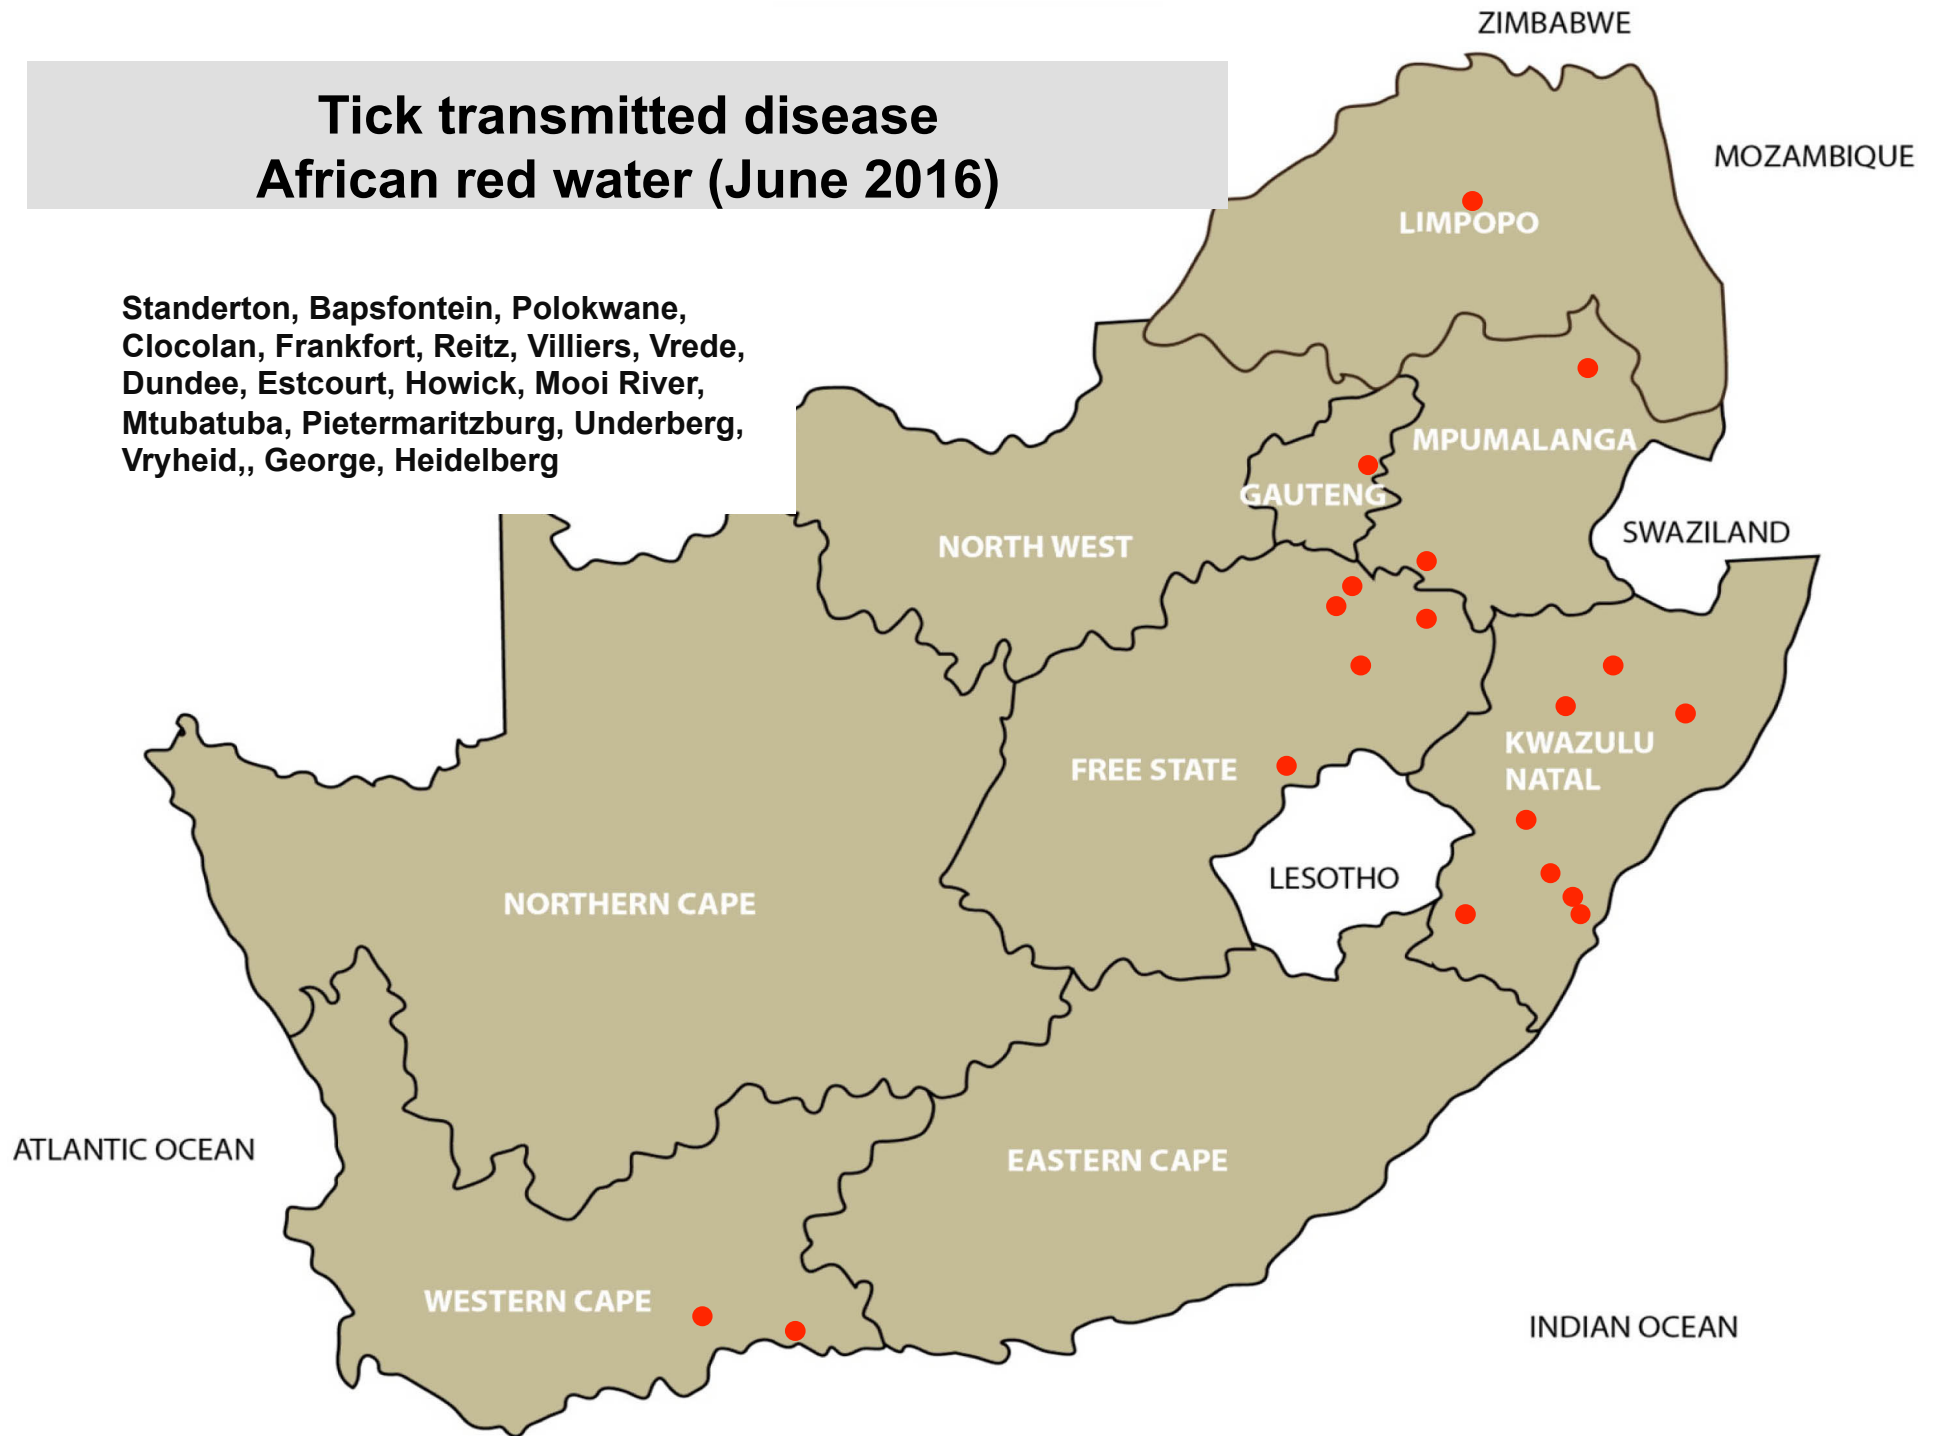 ZIMBABWE
Tick transmitted disease
African red water (June 2016)
MOZAMBIQUE
LIMPOPO
Standerton, Bapsfontein, Polokwane,
Clocolan, Frankfort, Reitz, Villiers, Vrede,
Dundee, Estcourt, Howick, Mooi River,
Mtubatuba, Pietermaritzburg, Underberg,
Vryheid,, George, Heidelberg
MPUMALANGA
GAUTENG
SWAZILAND
NORTH WEST
KWAZULU
NATAL
FREE STATE
LESOTHO
NORTHERN CAPE
ATLANTIC OCEAN
EASTERN CAPE
WESTERN CAPE
INDIAN OCEAN